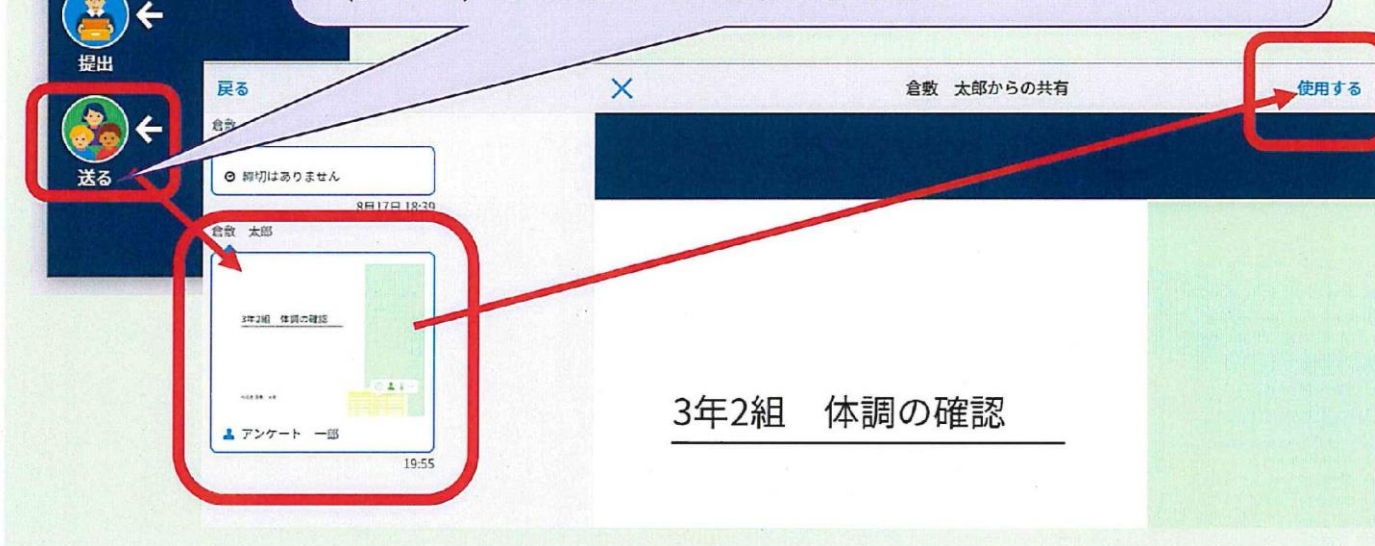 提出
送る
戻る
倉敷
締切はありません
8月17日 18:39
倉敷 太郎
3年2組 体調の確認
アンケート 一郎
19:55
倉敷 太郎からの共有
使用する
3年2組 体調の確認